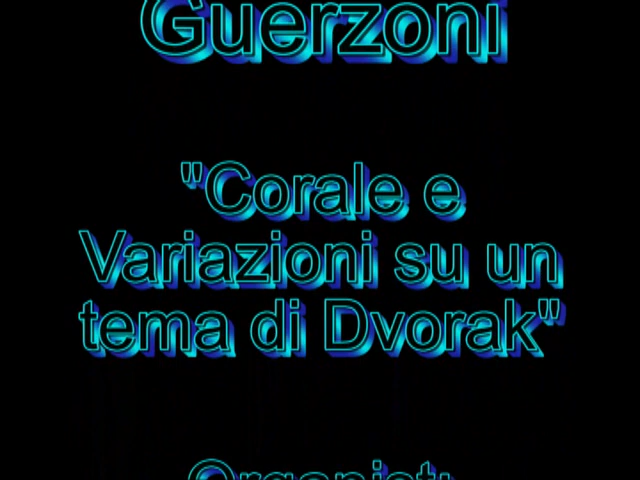 Guerzoni
"Corale e
Variazioni su un
tema di Dvorak"